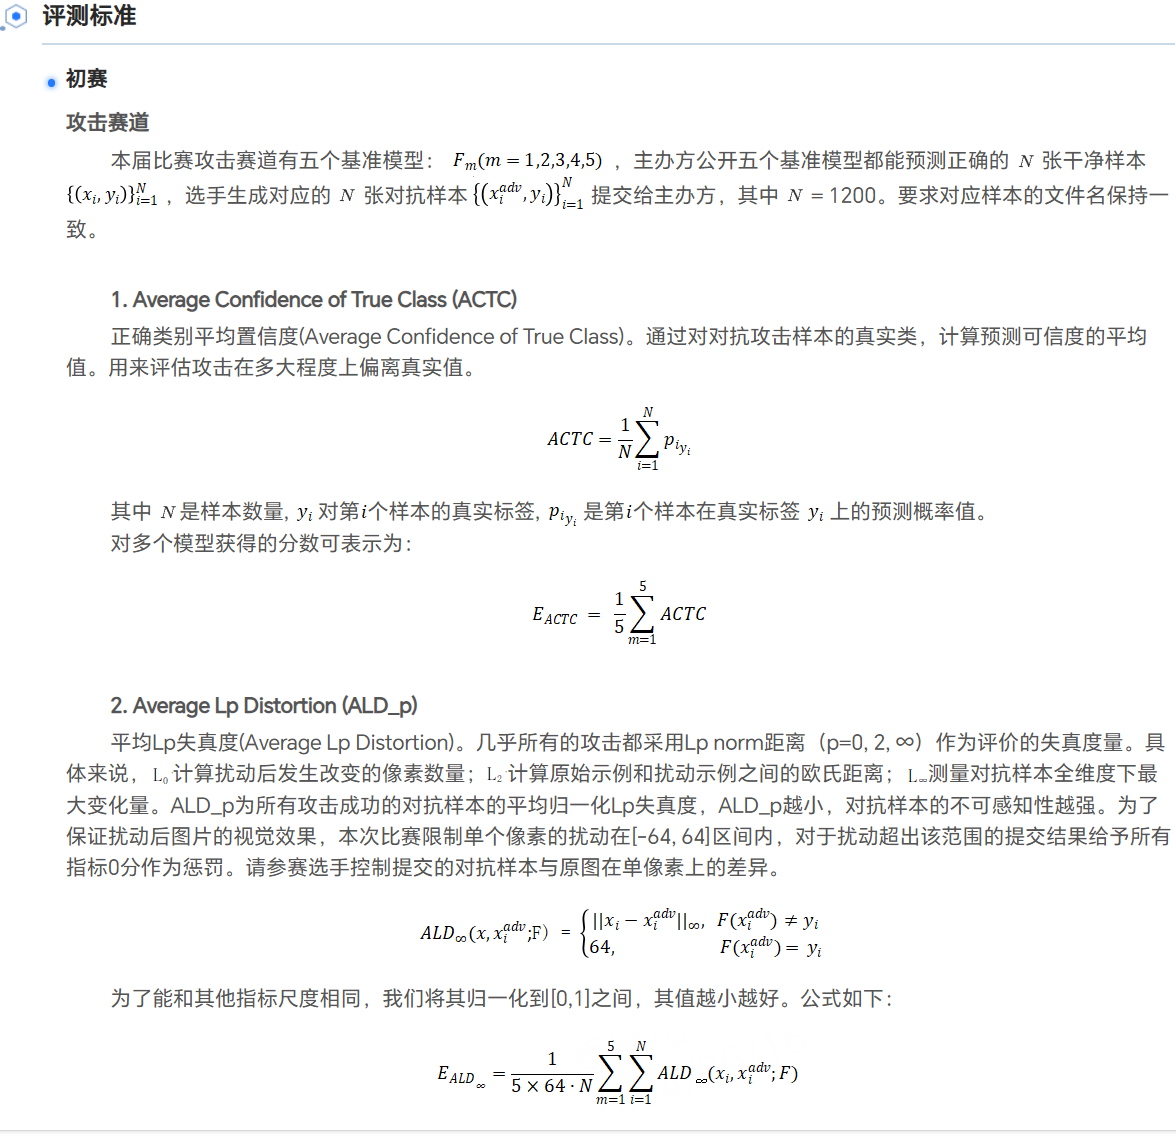 评测标准
初赛
攻击赛道
本届比赛攻击赛道有五个基准模型： F_m(m = 1,2,3,4,5) ，主办方公开五个基准模型都能预测正确的 N 张干净样本
{(x_i, y_i)}_{i=1}^N ，选手生成对应的 N 张对抗样本 {(x_i^{adv}, y_i)}_{i=1}^N 提交给主办方，其中 N = 1200。要求对应样本的文件名保持一
致。
1. Average Confidence of True Class (ACTC)
正确类别平均置信度(Average Confidence of True Class)。通过对对抗攻击样本的真实类，计算预测可信度的平均
值。用来评估攻击在多大程度上偏离真实值。
ACTC = \frac{1}{N} \sum_{i=1}^{N} p_{i_{y_i}}
其中 N 是样本数量, y_i 对第i个样本的真实标签, p_{i_{y_i}} 是第i个样本在真实标签 y_i 上的预测概率值。
对多个模型获得的分数可表示为：
E_{ACTC} = \frac{1}{5} \sum_{m=1}^{5} ACTC
2. Average Lp Distortion (ALD_p)
平均Lp失真度(Average Lp Distortion)。几乎所有的攻击都采用Lp norm距离（p=0, 2, ∞）作为评价的失真度量。具
体来说，L_0 计算扰动后发生改变的像素数量；L_2 计算原始示例和扰动示例之间的欧氏距离；L_∞测量对抗样本全维度下最
大变化量。ALD_p为所有攻击成功的对抗样本的平均归一化Lp失真度，ALD_p越小，对抗样本的不可感知性越强。为了
保证扰动后图片的视觉效果，本次比赛限制单个像素的扰动在[-64, 64]区间内，对于扰动超出该范围的提交结果给予所有
指标0分作为惩罚。请参赛选手控制提交的对抗样本与原图在单像素上的差异。
ALD_∞(x, x_i^{adv};F) = \begin{cases} ||x_i − x_i^{adv}||_∞, & F(x_i^{adv}) ≠ y_i \\ 64, & F(x_i^{adv}) = y_i \end{cases}
为了能和其他指标尺度相同，我们将其归一化到[0,1]之间，其值越小越好。公式如下：
E_{ALD_∞} = \frac{1}{5 × 64 · N} \sum_{m=1}^{5} \sum_{i=1}^{N} ALD_∞(x_i, x_i^{adv}; F)